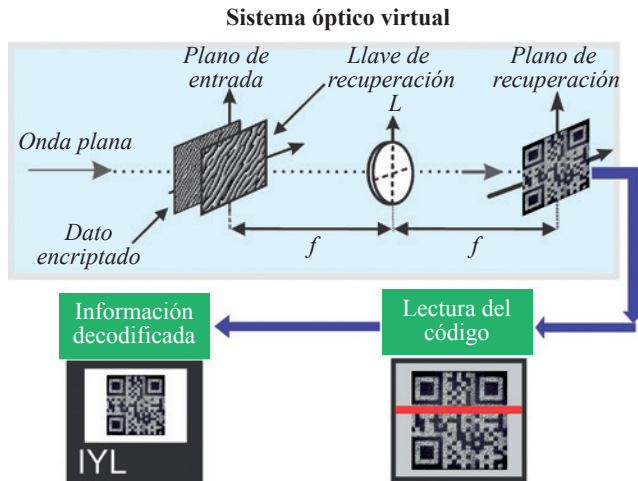 Sistema óptico virtual
Plano de
entrada
Llave de
recuperación
Plano de
recuperación
L
Onda plana
Dato
encriptado
f
f
Información
decodificada
Lectura del
código
IYL